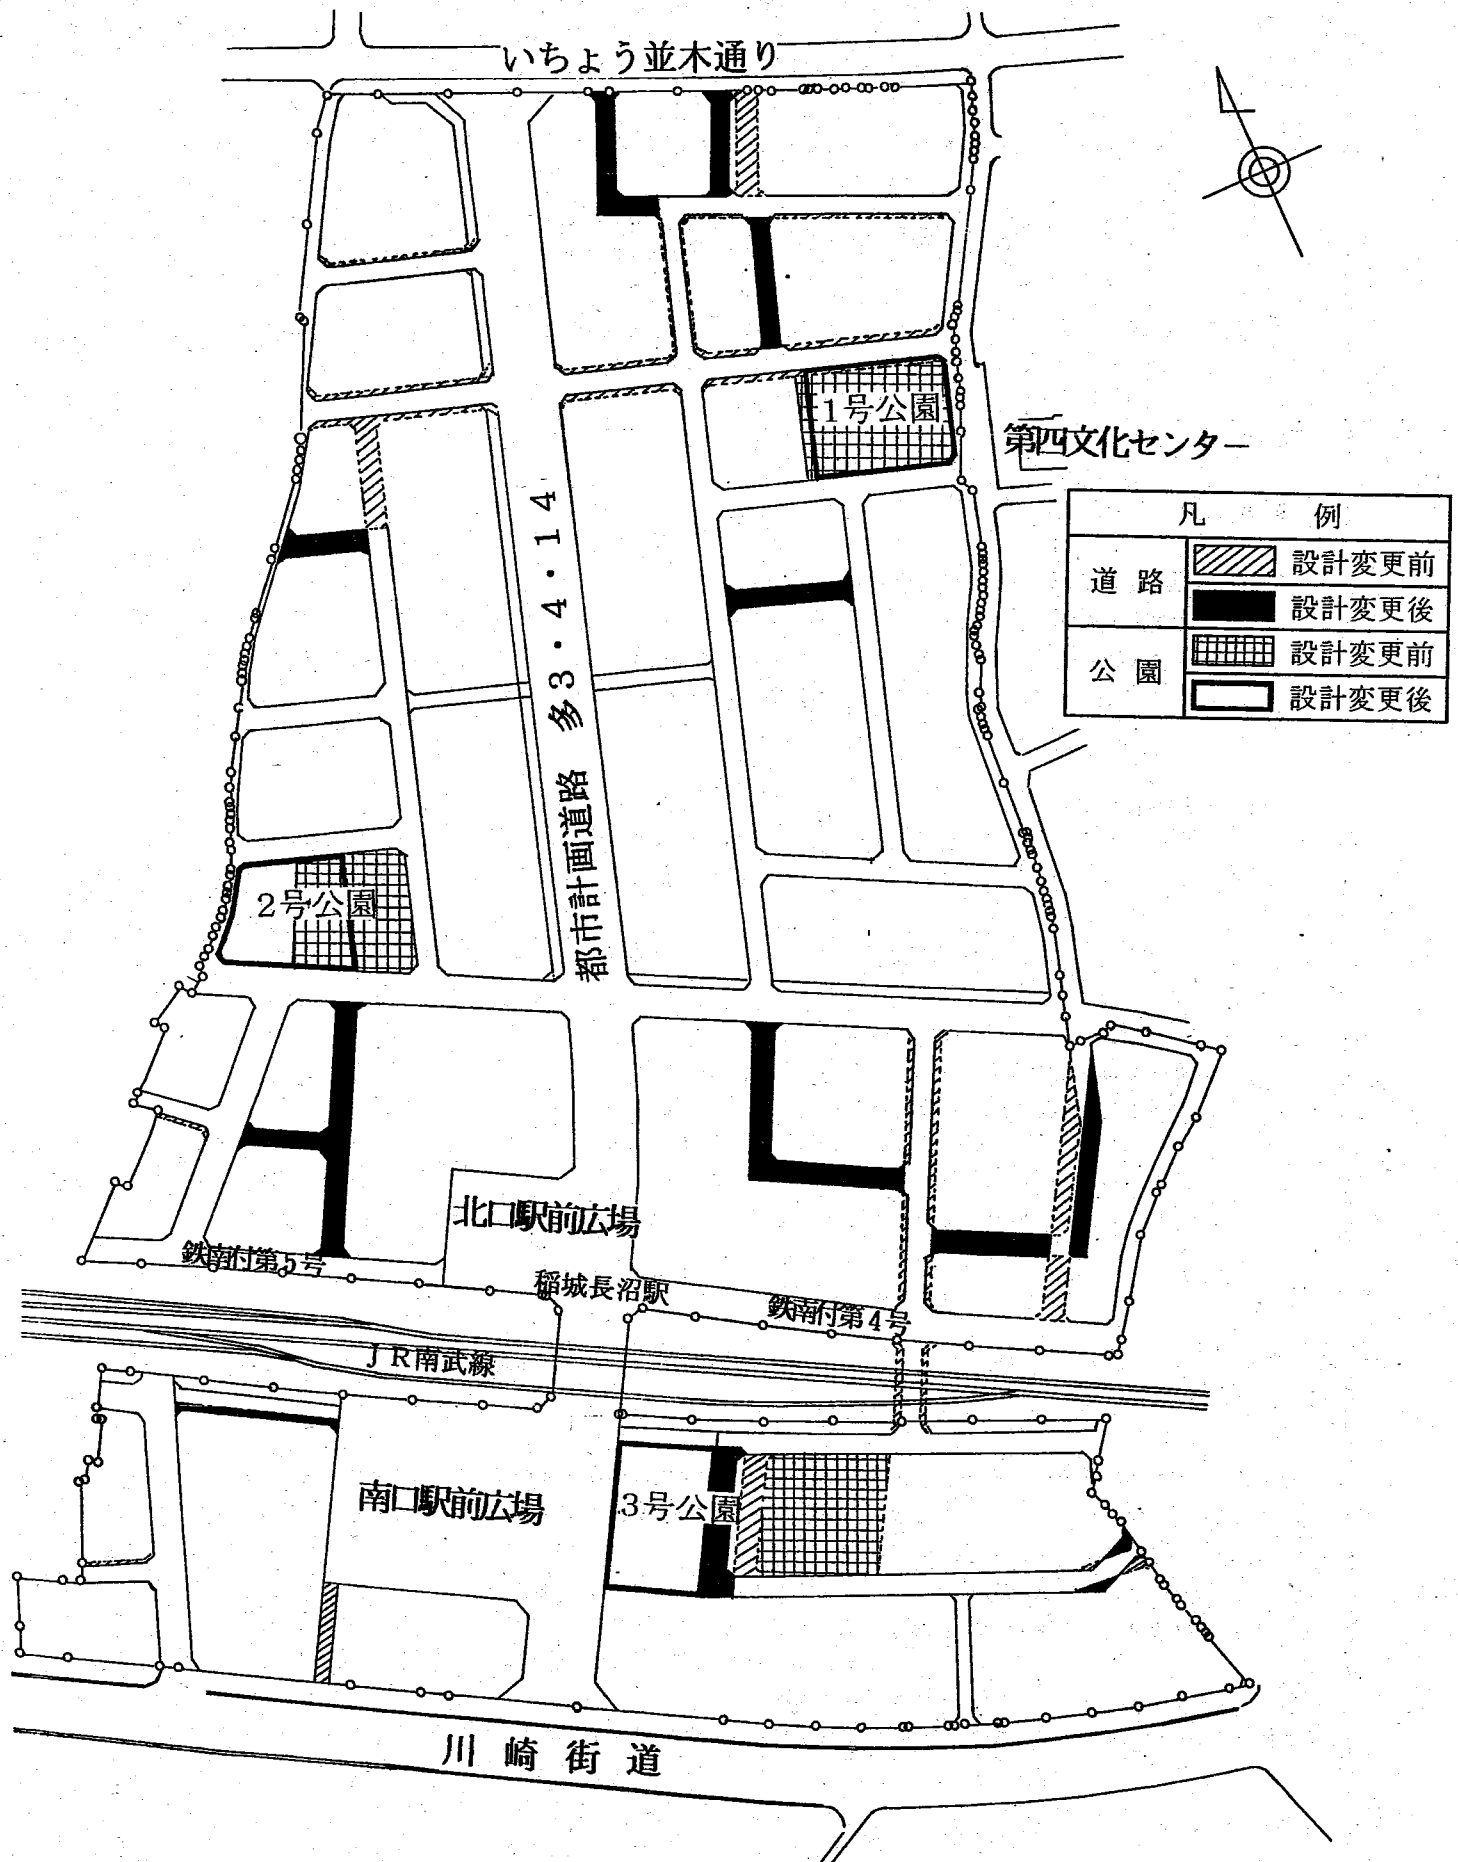 いちょう並木通り
1号公園
第四文化センター
凡 例
道路
設計変更前
設計変更後
公園
設計変更前
設計変更後
都市計画道路 多3・4・14
2号公園
北口駅前広場
鉄南付第5号
稲城長沼駅
鉄南付第4号
JR南武線
南口駅前広場
3号公園
川崎街道